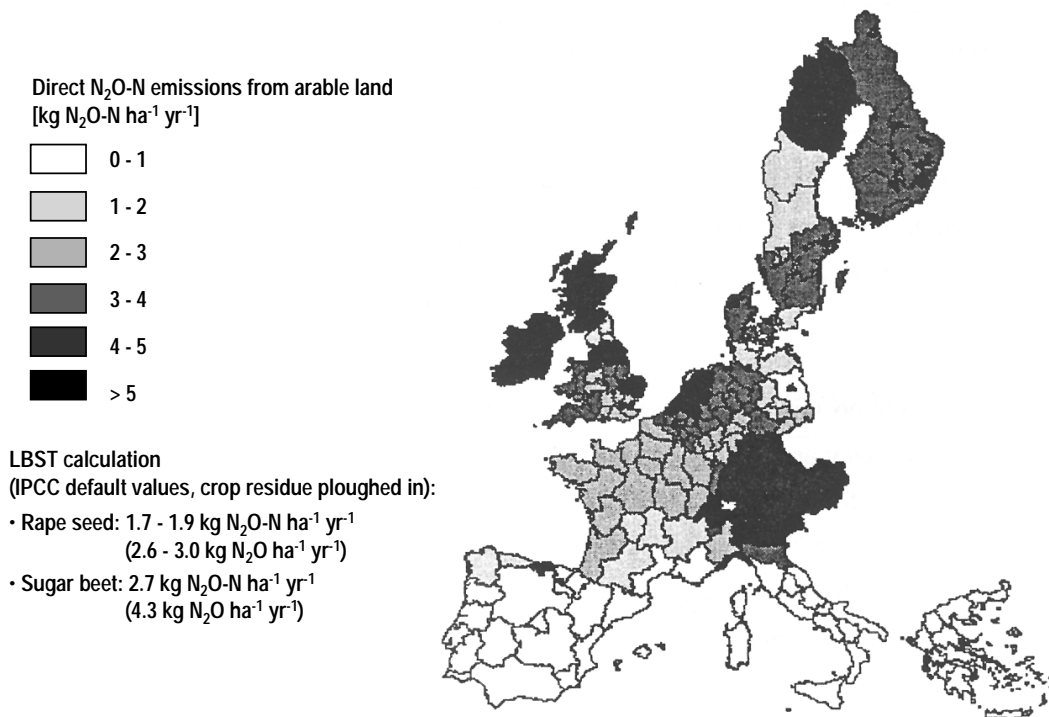 Direct N₂O-N emissions from arable land
[kg N₂O-N ha⁻¹ yr⁻¹]
0 - 1
1 - 2
2 - 3
3 - 4
4 - 5
> 5
LBST calculation
(IPCC default values, crop residue ploughed in):
• Rape seed: 1.7 - 1.9 kg N₂O-N ha⁻¹ yr⁻¹
(2.6 - 3.0 kg N₂O ha⁻¹ yr⁻¹)
• Sugar beet: 2.7 kg N₂O-N ha⁻¹ yr⁻¹
(4.3 kg N₂O ha⁻¹ yr⁻¹)